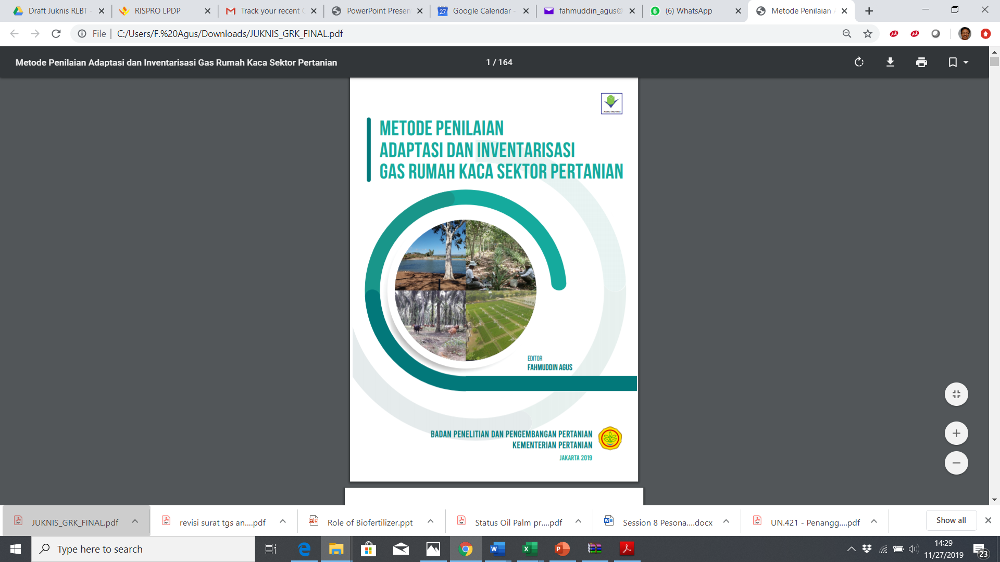 Draft Juknis RLBT -
RISPRO LPDP
Track your recent
PowerPoint Presen
Google Calendar -
fahmuddin_agus@
(6) WhatsApp
Metode Penilaian
File
C:/Users/F.%20Agus/Downloads/JUKNIS_GRK_FINAL.pdf
Metode Penilaian Adaptasi dan Inventarisasi Gas Rumah Kaca Sektor Pertanian
1 / 164
AGRO INOVASI
METODE PENILAIAN
ADAPTASI DAN INVENTARISASI
GAS RUMAH KACA SEKTOR PERTANIAN
EDITOR
FAHMUDDIN AGUS
BADAN PENELITIAN DAN PENGEMBANGAN PERTANIAN
KEMENTERIAN PERTANIAN
JAKARTA 2019
JUKNIS_GRK_FINAL.pdf
revisi surat tgs an....pdf
Role of Biofertilizer.ppt
Status Oil Palm pr....pdf
Session 8 Pesona....docx
UN.421 - Penangg....pdf
Show all
Type here to search
14:29
11/27/2019
23